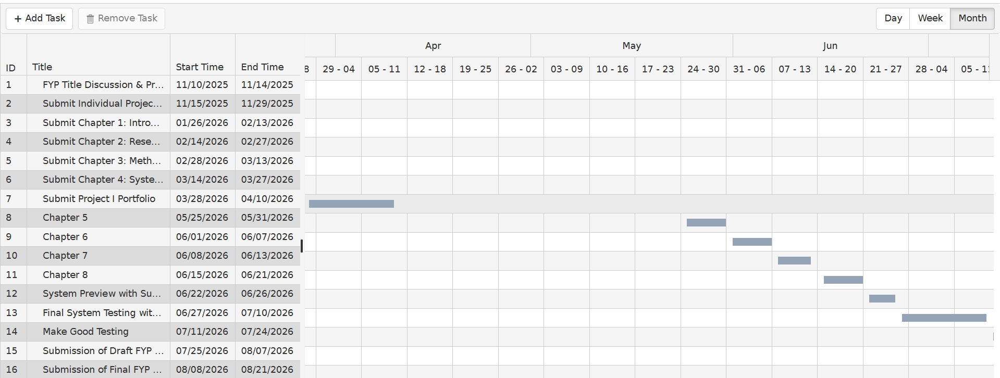 + Add Task Remove Task Day Week Month
Apr May Jun
ID Title Start Time End Time 8 29 - 04 05 - 11 12 - 18 19 - 25 26 - 02 03 - 09 10 - 16 17 - 23 24 - 30 31 - 06 07 - 13 14 - 20 21 - 27 28 - 04 05 - 11
1 FYP Title Discussion & Pr... 11/10/2025 11/14/2025
2 Submit Individual Projec... 11/15/2025 11/29/2025
3 Submit Chapter 1: Intro... 01/26/2026 02/13/2026
4 Submit Chapter 2: Rese... 02/14/2026 02/27/2026
5 Submit Chapter 3: Meth... 02/28/2026 03/13/2026
6 Submit Chapter 4: Syste... 03/14/2026 03/27/2026
7 Submit Project I Portfolio 03/28/2026 04/10/2026
8 Chapter 5 05/25/2026 05/31/2026
9 Chapter 6 06/01/2026 06/07/2026
10 Chapter 7 06/08/2026 06/13/2026
11 Chapter 8 06/15/2026 06/21/2026
12 System Preview with Su... 06/22/2026 06/26/2026
13 Final System Testing wit... 06/27/2026 07/10/2026
14 Make Good Testing 07/11/2026 07/24/2026
15 Submission of Draft FYP ... 07/25/2026 08/07/2026
16 Submission of Final FYP ... 08/08/2026 08/21/2026